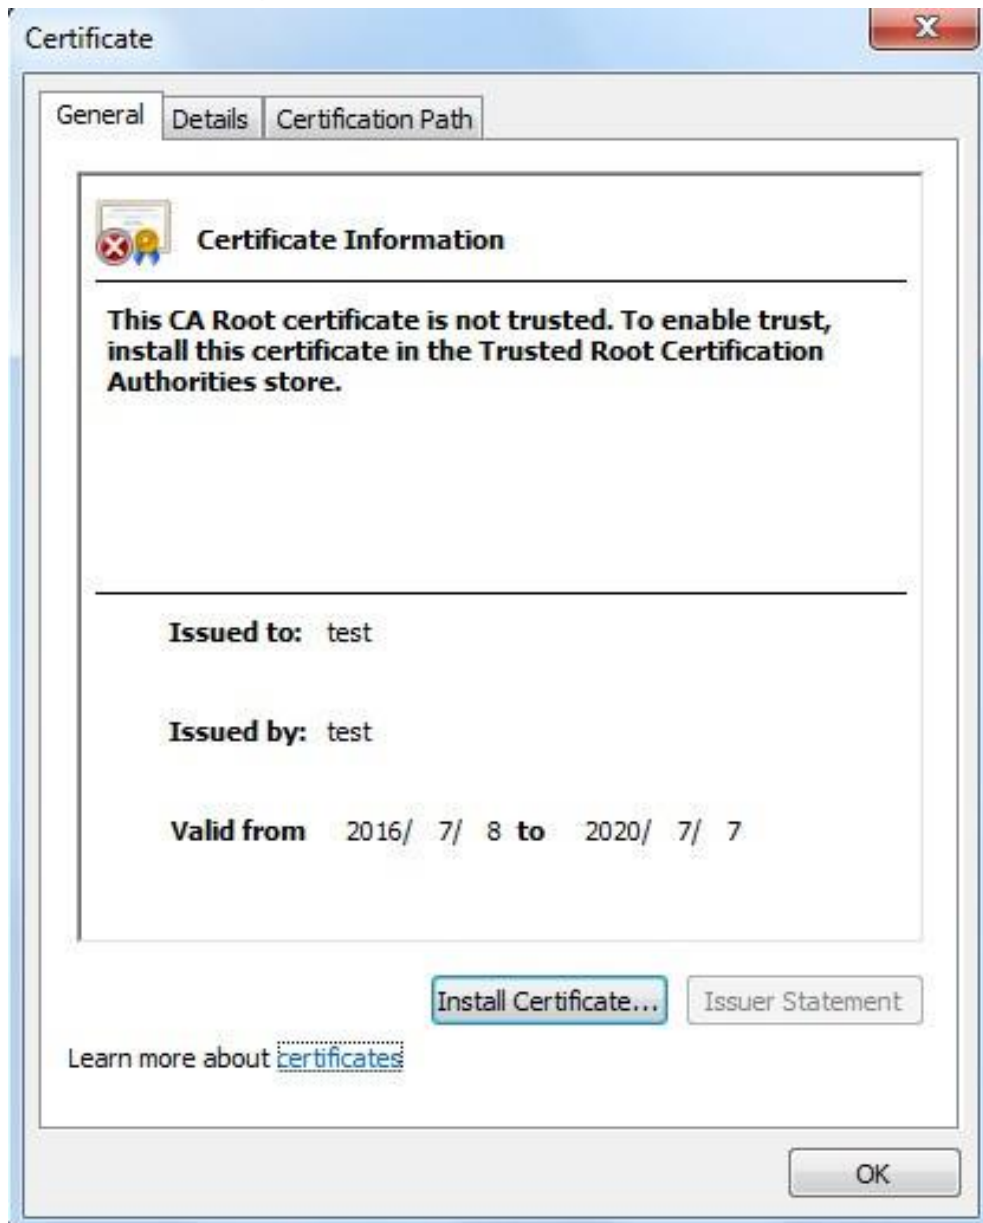 Certificate
General Details Certification Path
Certificate Information
This CA Root certificate is not trusted. To enable trust,
install this certificate in the Trusted Root Certification
Authorities store.
Issued to: test
Issued by: test
Valid from 2016/ 7/ 8 to 2020/ 7/ 7
Install Certificate... Issuer Statement
Learn more about certificates
OK